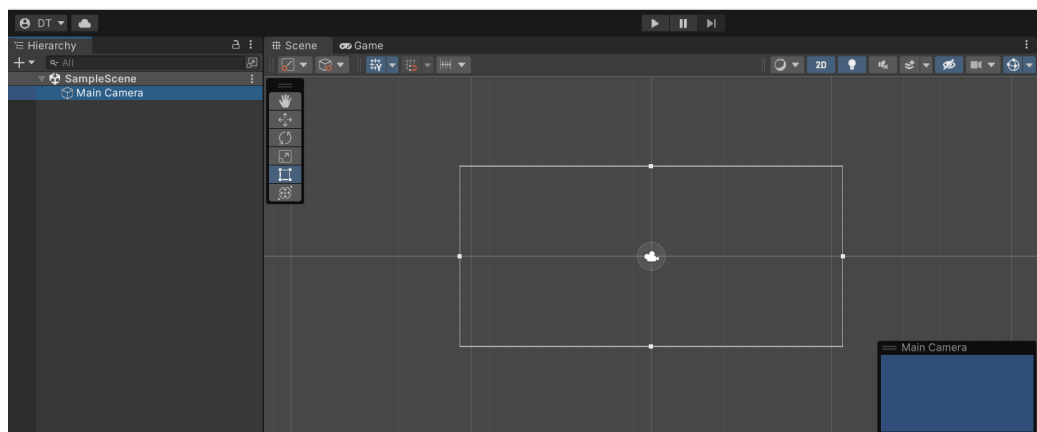 DT
Hierarchy
All
SampleScene
Main Camera
Scene
Game
2D
Main Camera